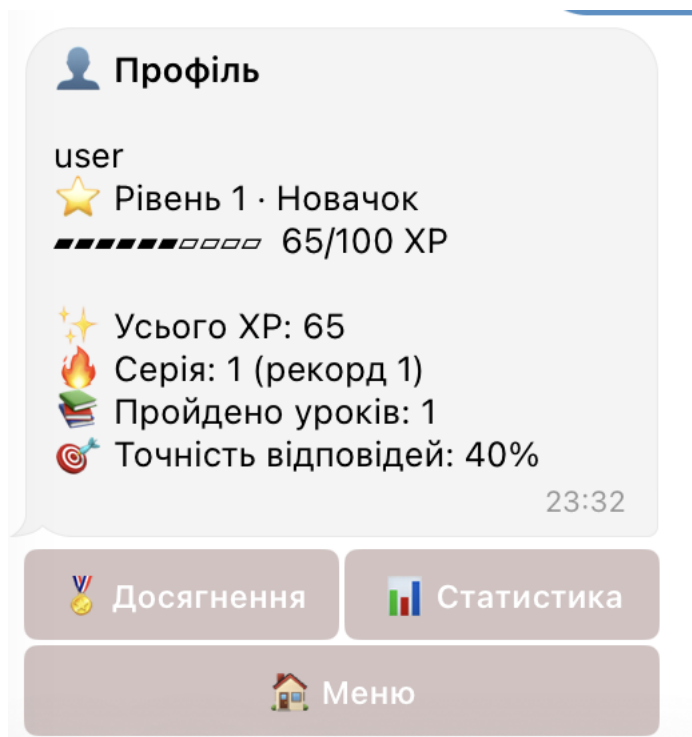 👤 Профіль
user
⭐ Рівень 1 · Новачок
▰▰▰▰▰▰▱▱▱▱ 65/100 XP
✨ Усього XP: 65
🔥 Серія: 1 (рекорд 1)
📚 Пройдено уроків: 1
🎯 Точність відповідей: 40%
23:32
🏅 Досягнення
📊 Статистика
🏠 Меню